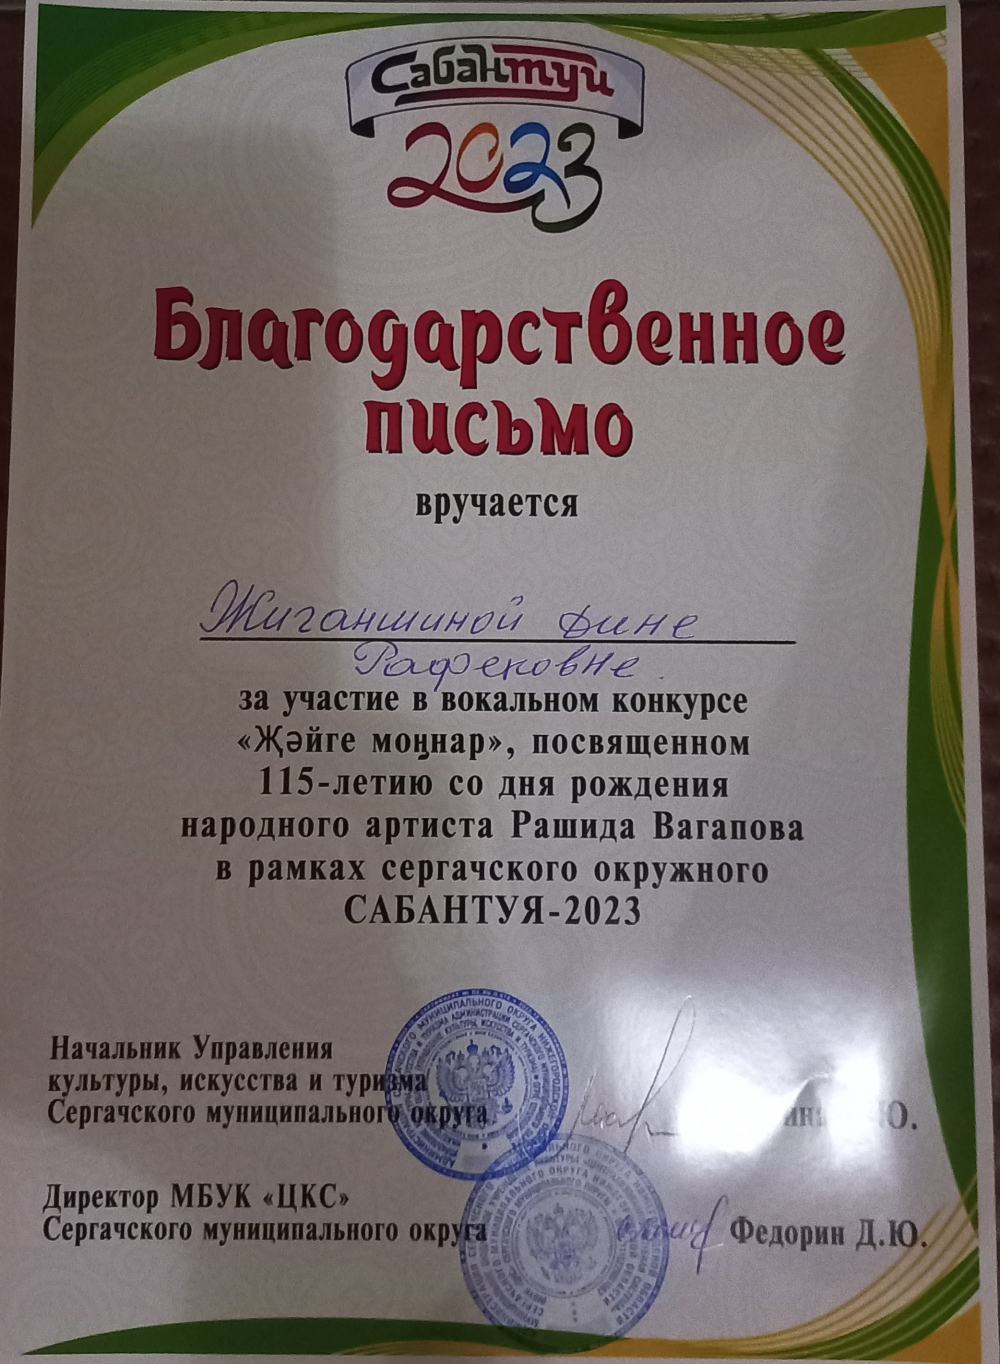 Сабантуй
2023
Благодарственное
письмо
вручается
Жиганшиной Дине
Рафековне
за участие в вокальном конкурсе
«Җәйге моңнар», посвященном
115-летию со дня рождения
народного артиста Рашида Вагапова
в рамках сергачского окружного
САБАНТУЯ-2023
Начальник Управления
культуры, искусства и туризма
Сергачского муниципального округа
Директор МБУК «ЦКС»
Сергачского муниципального округа
Федорин Д.Ю.